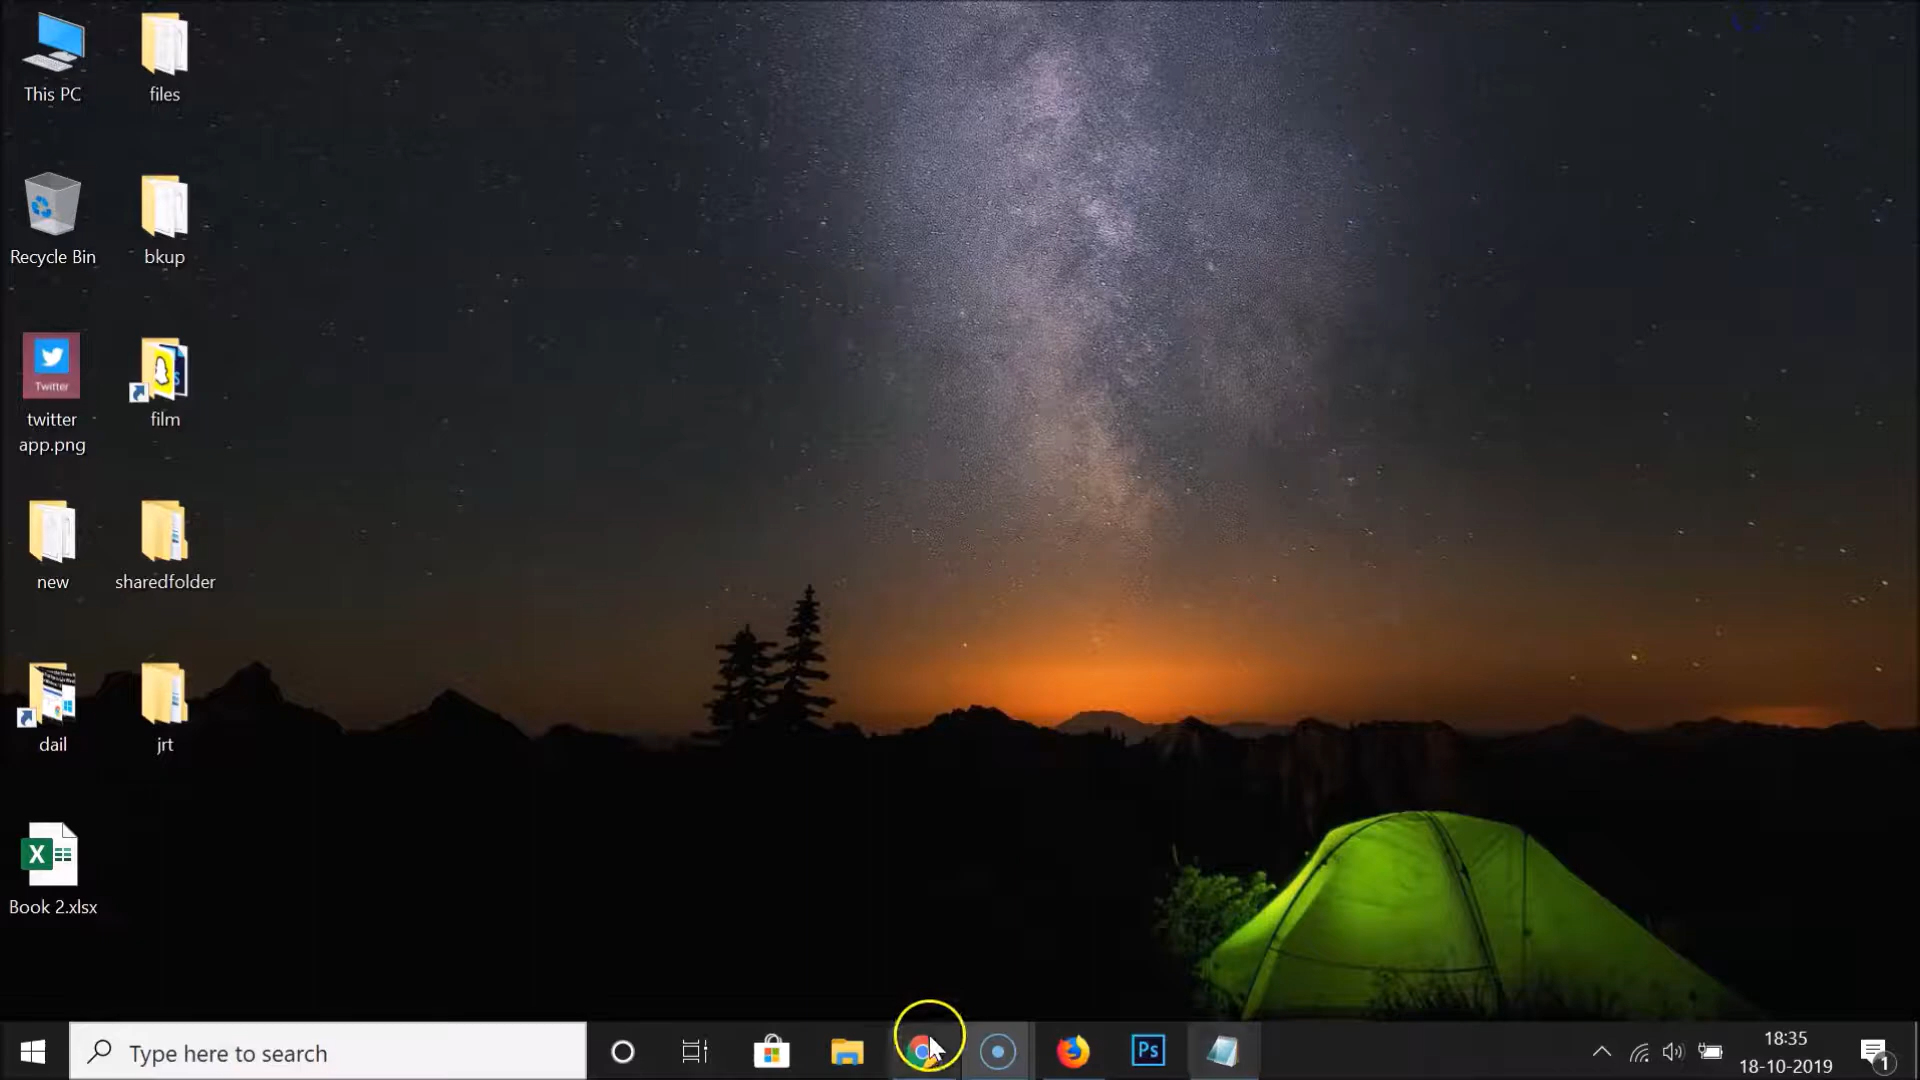 This PC
files
Recycle Bin
bkup
Twitter
twitter
app.png
film
new
sharedfolder
dail
jrt
X
Book 2.xlsx
Type here to search
Ps
18:35
18-10-2019
1